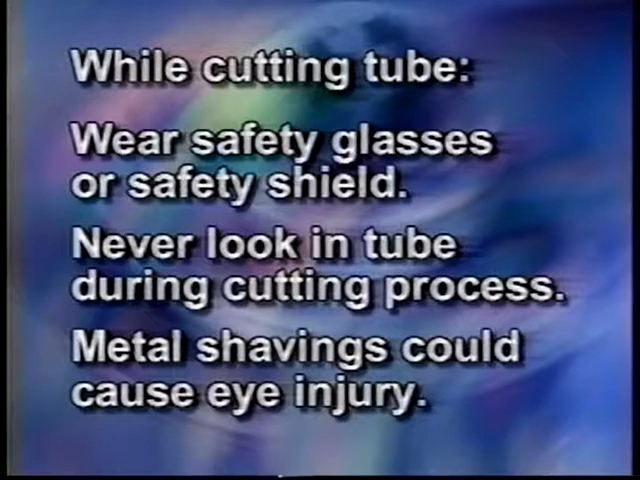 While cutting tube:
Wear safety glasses
or safety shield.
Never look in tube
during cutting process.
Metal shavings could
cause eye injury.